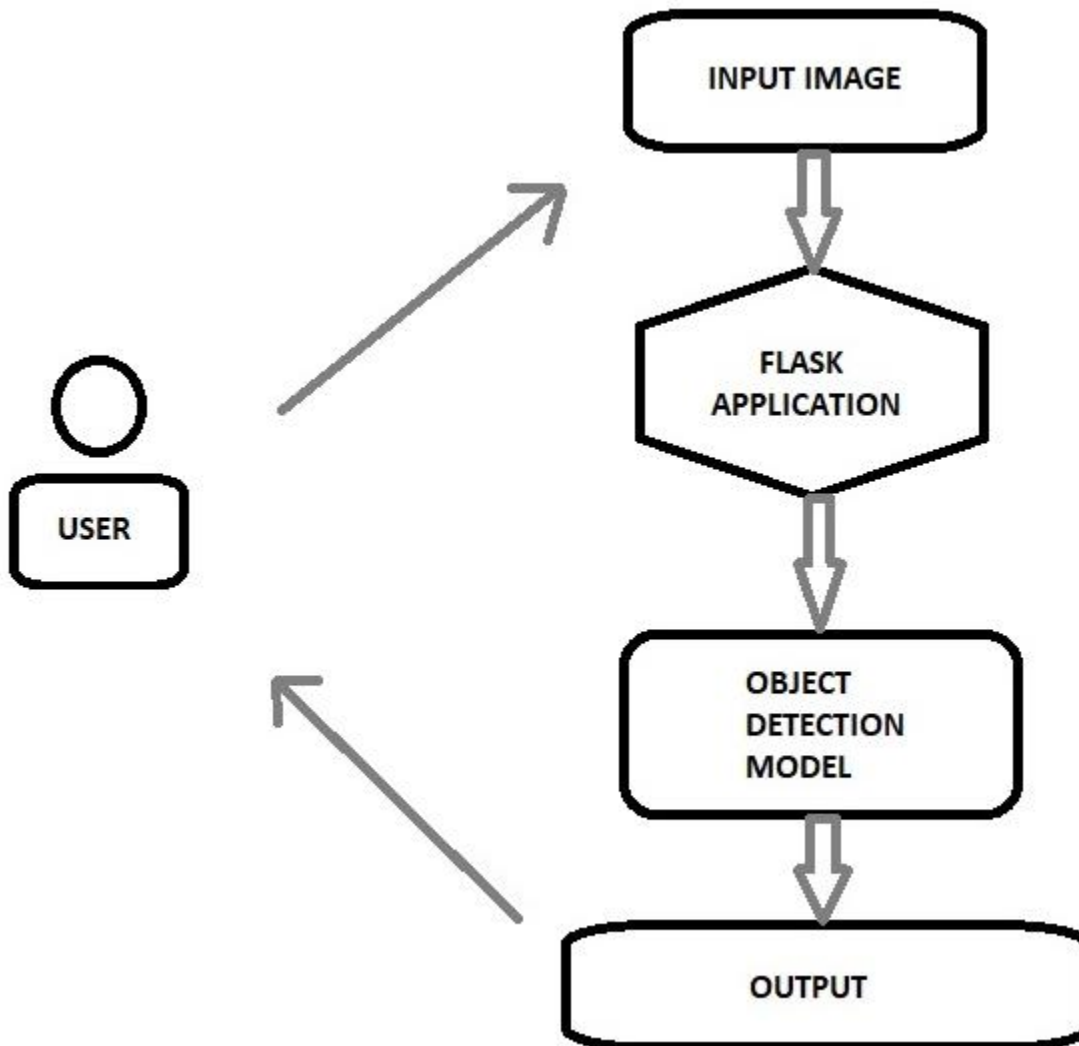 INPUT IMAGE
FLASK
APPLICATION
USER
OBJECT
DETECTION
MODEL
OUTPUT